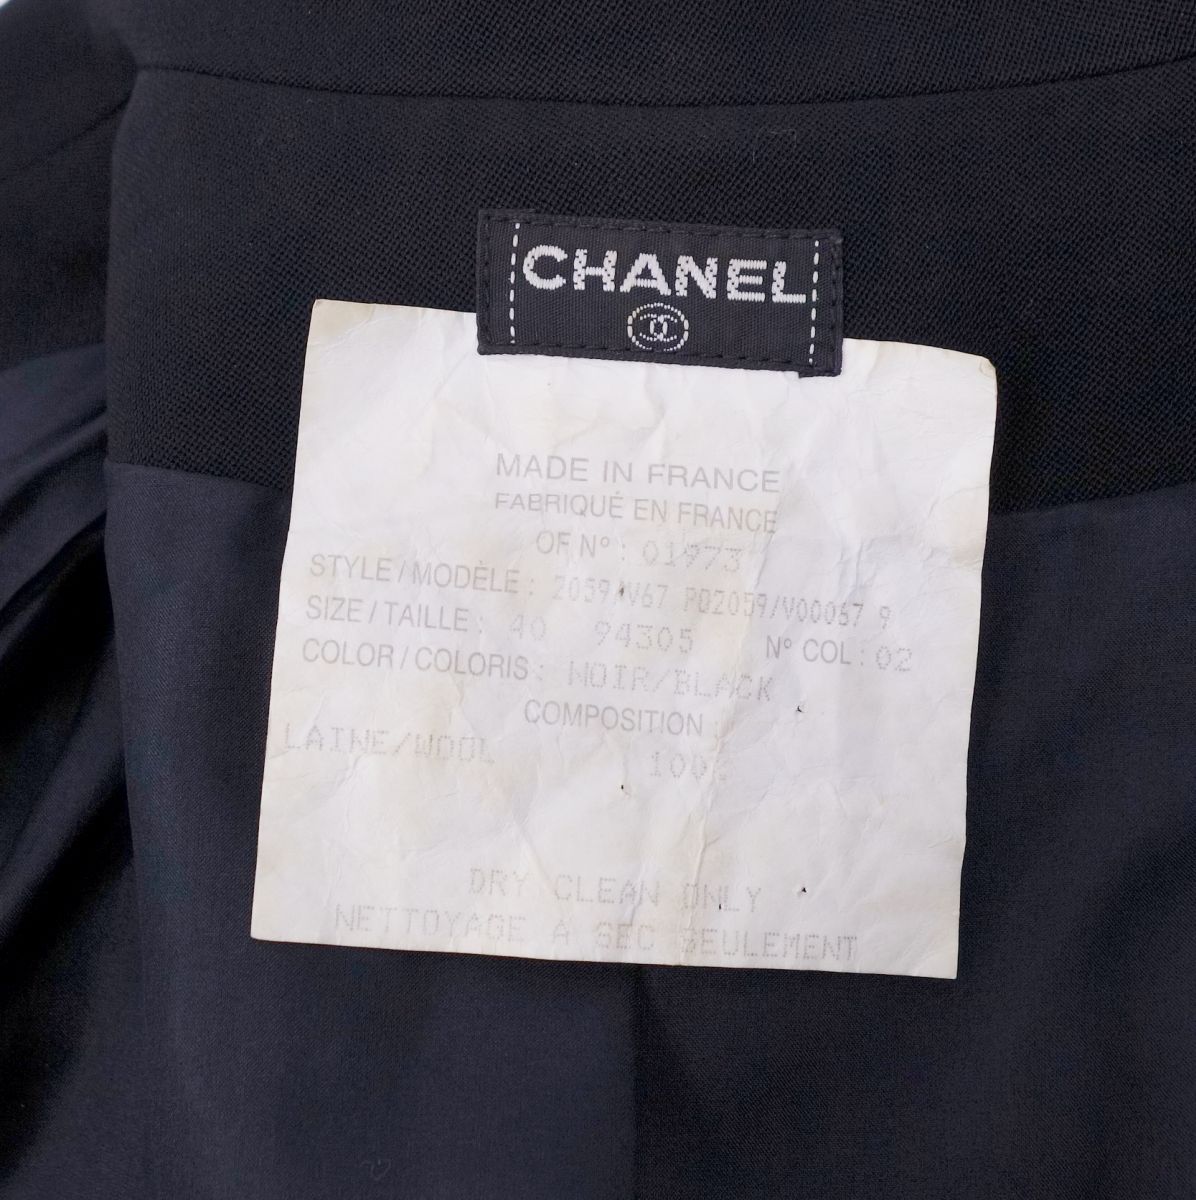 CHANEL
MADE IN FRANCE
FABRIQUÉ EN FRANCE
OF N° : 01973
STYLE/MODÈLE : 2059/V67 P02059/V00067 9
SIZE/TAILLE : 40 94305 N° COL : 02
COLOR/COLORIS : NOIR/BLACK
COMPOSITION :
LAINE/WOOL 100%
DRY CLEAN ONLY
NETTOYAGE A SEC SEULEMENT